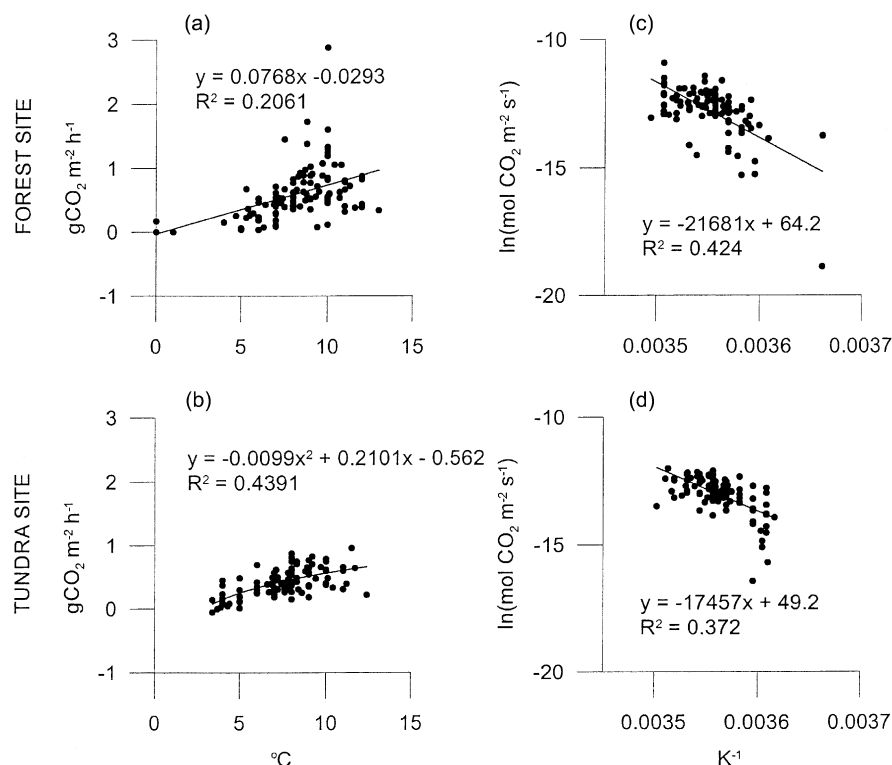 (a)
FOREST SITE
gCO₂ m⁻² h⁻¹
3
2
1
0
-1
y = 0.0768x -0.0293
R² = 0.2061
0
5
10
15
(c)
ln(mol CO₂ m⁻² s⁻¹)
-10
-15
-20
y = -21681x + 64.2
R² = 0.424
0.0035
0.0036
0.0037
(b)
TUNDRA SITE
gCO₂ m⁻² h⁻¹
3
2
1
0
-1
y = -0.0099x² + 0.2101x - 0.562
R² = 0.4391
0
5
10
15
°C
(d)
ln(mol CO₂ m⁻² s⁻¹)
-10
-15
-20
y = -17457x + 49.2
R² = 0.372
0.0035
0.0036
0.0037
K⁻¹